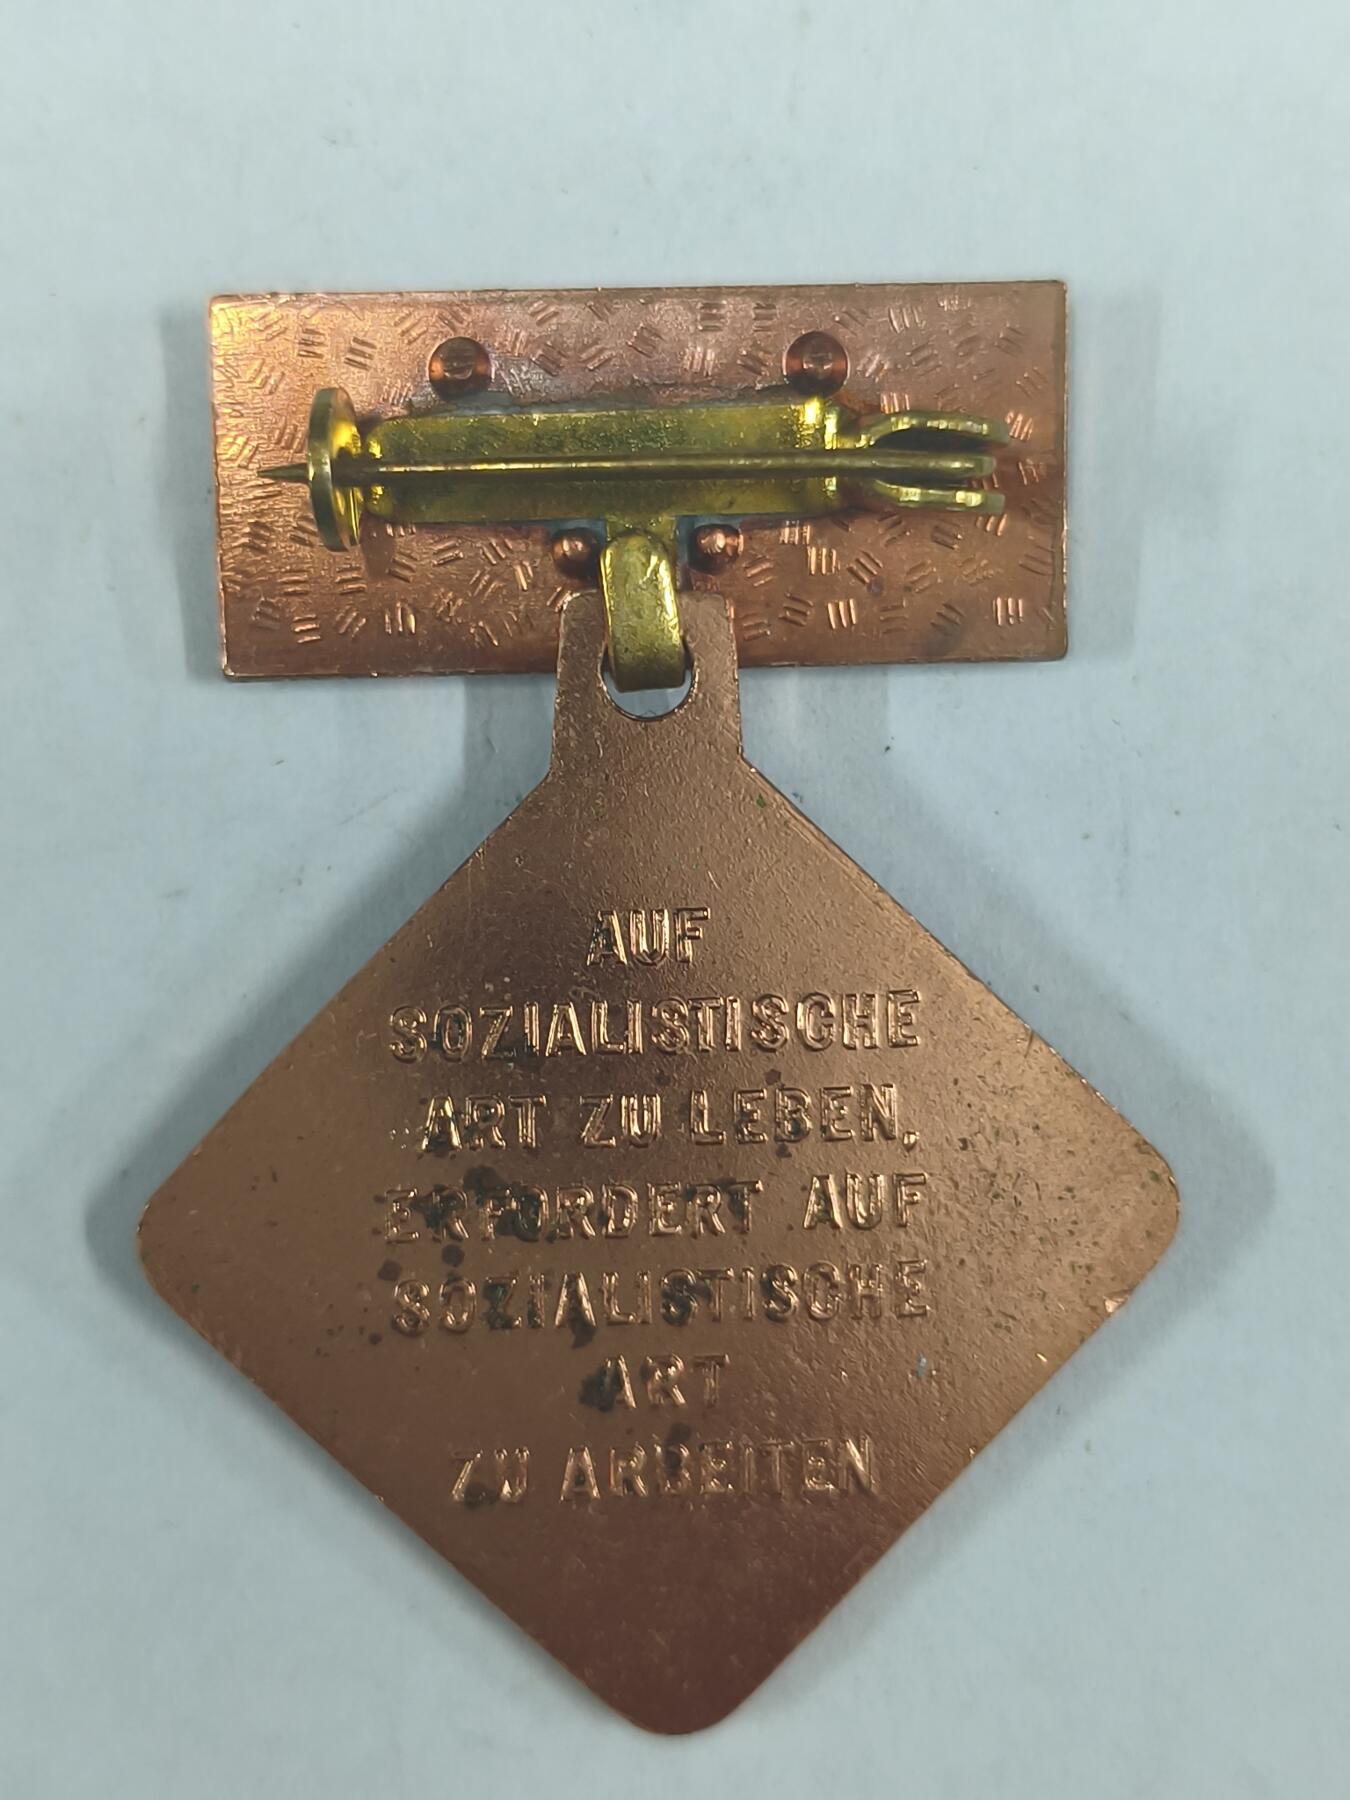 AUF
SOZIALISTISCHE
ART ZU LEBEN,
ERFORDERT AUF
SOZIALISTISCHE
ART
ZU ARBEITEN